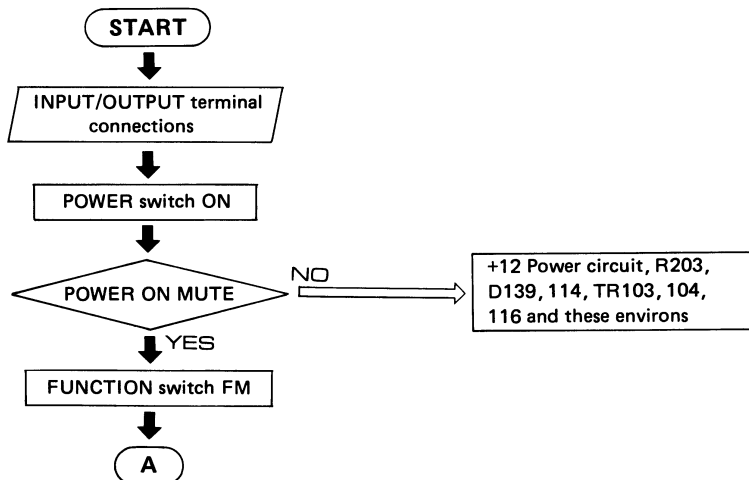 START
INPUT/OUTPUT terminal
connections
POWER switch ON
POWER ON MUTE
NO
+12 Power circuit, R203,
D139, 114, TR103, 104,
116 and these environs
YES
FUNCTION switch FM
A